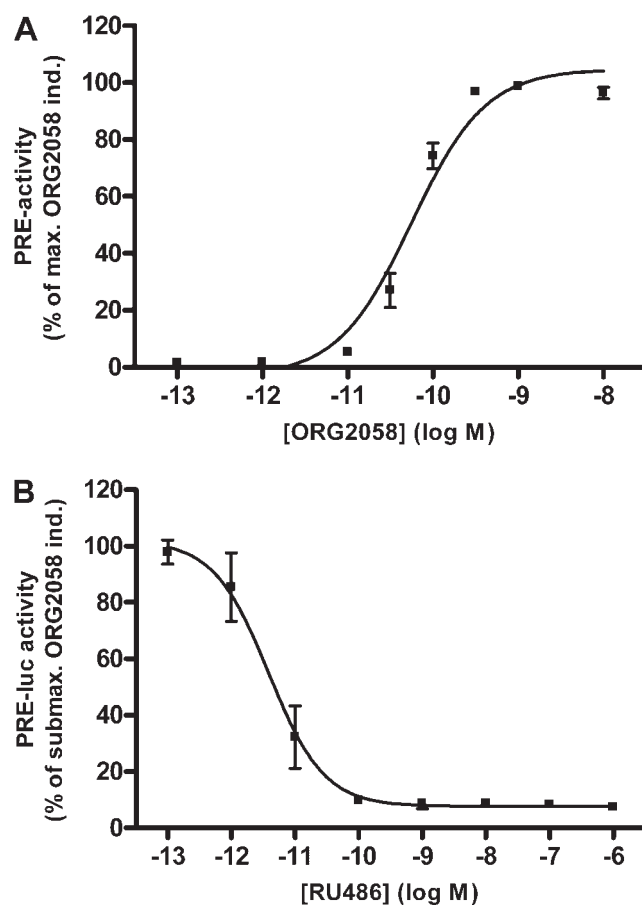 A
120
100
80
60
40
20
0
PRE-activity
(% of max. ORG2058 ind.)
-13 -12 -11 -10 -9 -8
[ORG2058] (log M)
B
120
100
80
60
40
20
0
PRE-luc activity
(% of submax. ORG2058 ind.)
-13 -12 -11 -10 -9 -8 -7 -6
[RU486] (log M)